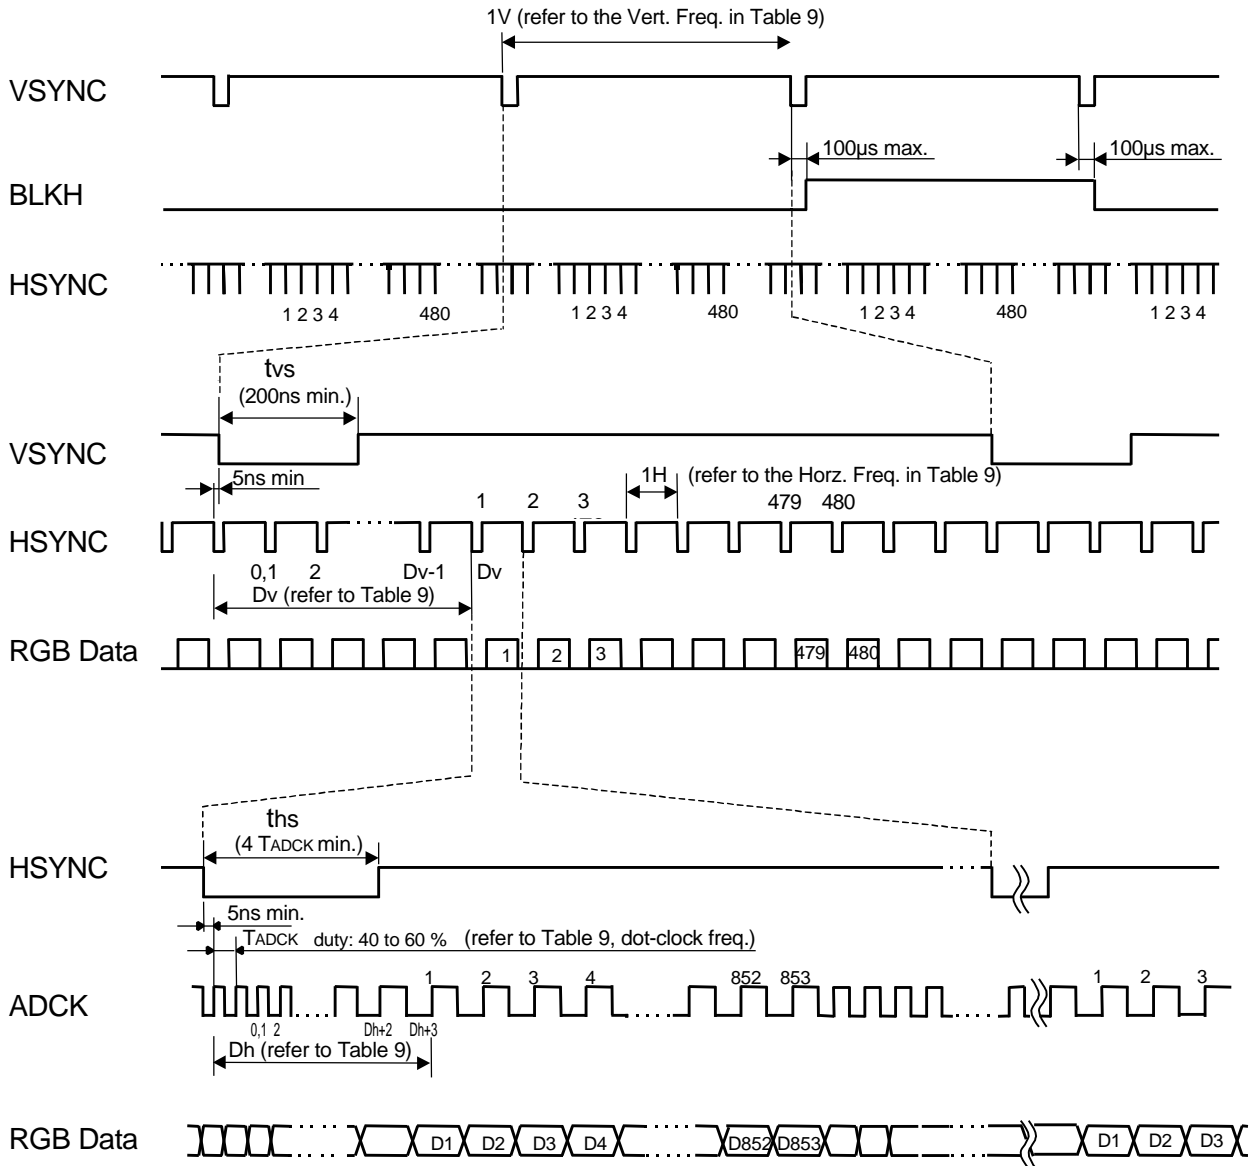 1V (refer to the Vert. Freq. in Table 9)
VSYNC
100µs max. 100µs max.
BLKH
HSYNC
1 2 3 4 480 1 2 3 4 480 1 2 3 4 480 1 2 3 4
tvs
(200ns min.)
VSYNC
5ns min 1H (refer to the Horz. Freq. in Table 9)
1 2 3 479 480
HSYNC
0,1 2 Dv-1 Dv
Dv (refer to Table 9)
RGB Data 1 2 3 479 480
ths
(4 TADCK min.)
HSYNC
5ns min.
TADCK duty: 40 to 60 % (refer to Table 9, dot-clock freq.)
1 2 3 4 852 853 1 2 3
ADCK
0,1 2 Dh+2 Dh+3
Dh (refer to Table 9)
RGB Data D1 D2 D3 D4 D852 D853 D1 D2 D3